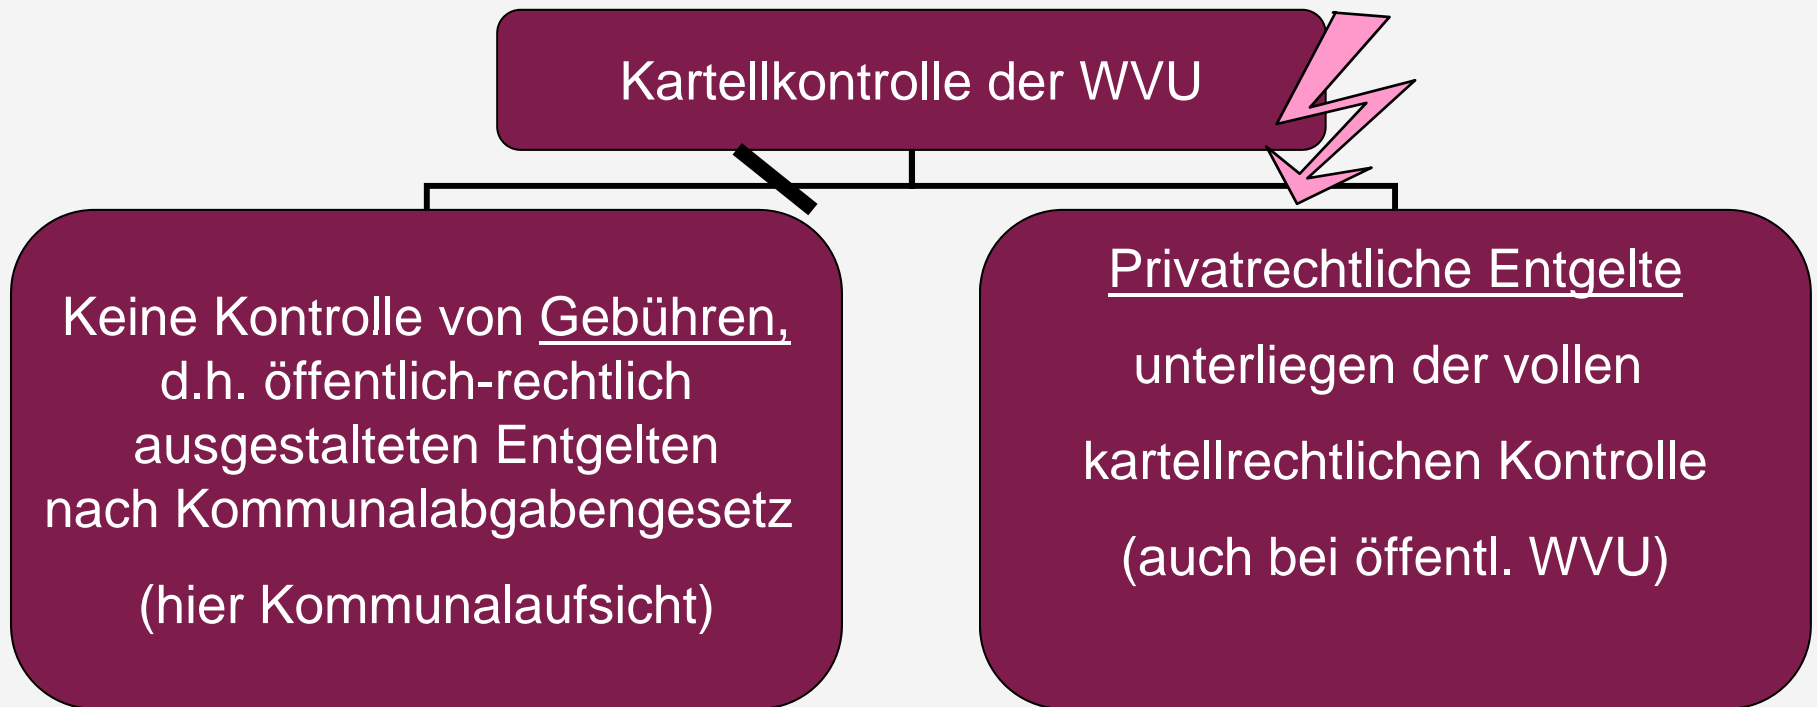 Kartellkontrolle der WVU
Keine Kontrolle von Gebühren,
d.h. öffentlich-rechtlich
ausgestalteten Entgelten
nach Kommunalabgabengesetz
(hier Kommunalaufsicht)
Privatrechtliche Entgelte
unterliegen der vollen
kartellrechtlichen Kontrolle
(auch bei öffentl. WVU)